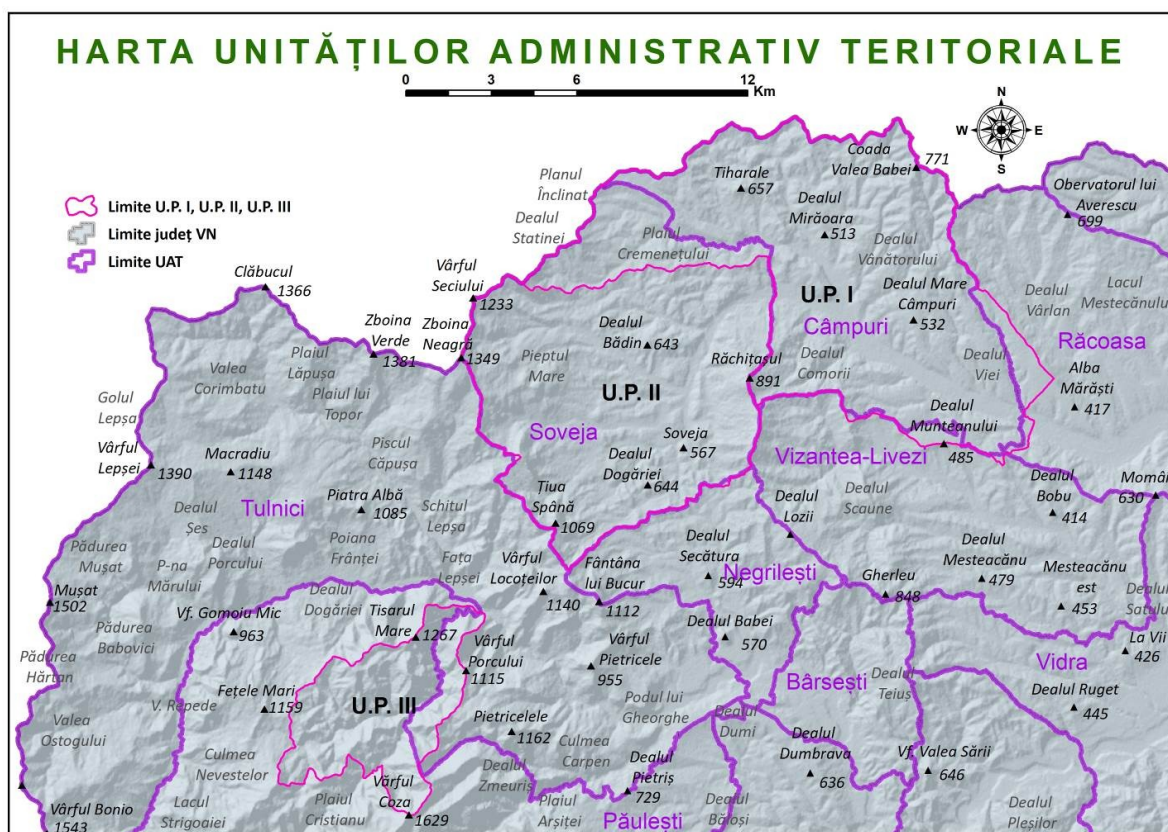 HARTA UNITĂȚILOR ADMINISTRATIV TERITORIALE
0 3 6 12 Km
N
W E
S
Limite U.P. I, U.P. II, U.P. III
Limite județ VN
Limite UAT
Coada
Valea Babei 771
Tiharale
657
Planul
Înclinat
Dealul
Mirăoara
513
Obervatorul lui
Averescu
699
Dealul
Statinei
Plaiul
Cremenețului
Dealul
Vânătorului
Clăbucul
1366
Vârful
Seciului
1233
U.P. I
Câmpuri
Dealul Mare
Câmpuri
532
Dealul
Vârlan
Lacul
Mestecănului
Răcoasa
Zboina
Verde
1381
Zboina
Neagră
1349
Dealul
Bădin
643
Valea
Corimbatu
Plaiul
Lăpușa
Plaiul lui
Topor
Pieptul
Mare
Răchițașul
891
Dealul
Comorii
Dealul
Viei
Alba
Mărăști
417
U.P. II
Golul
Lepșa
Soveja
Soveja
567
Dealul
Munteanului
485
Vârful
Lepșei
1390
Macradiu
1148
Piscul
Căpușa
Dealul
Dogăriei
644
Vizantea-Livezi
Tulnici
Piatra Albă
1085
Schitul
Lepșa
Țiua
Spână
1069
Dealul
Lozii
Dealul
Scaune
Dealul
Bobu
414
Momâi
630
Dealul
Șes
Pădurea
Mușat
Dealul
Porcului
P-na
Mărului
Poiana
Frânței
Fața
Lepsei
Vârful
Locoțeilor
1140
Fântâna
lui Bucur
1112
Dealul
Secătura
594
Negrilești
Gherleu
848
Dealul
Mesteacănu
479
Mesteacănu
est
453
Dealul
Satului
Mușat
1502
Vf. Gomoiu Mic
963
Dealul
Dogăriei
Tisarul
Mare
1267
Dealul Babei
570
La Vii
426
Pădurea
Babovici
Pădurea
Hârtan
Vârful
Porcului
1115
Vârful
Pietricele
955
Bârsești
Dealul
Teiuș
Vidra
Fețele Mari
1159
V. Repede
U.P. III
Podul lui
Gheorghe
Dealul
Dumi
Dealul Ruget
445
Valea
Ostogului
Pietricelele
1162
Culmea
Carpen
Dealul
Dumbrava
636
Vf. Valea Sării
646
Culmea
Nevestelor
Dealul
Zmeuriș
Dealul
Pietriș
729
Vârful Bonio
1543
Lacul
Strigoaiei
Plaiul
Cristianu
Vărful
Coza
1629
Plaiul
Arșiței
Păulești
Dealul
Băloși
Dealul
Pleșilor